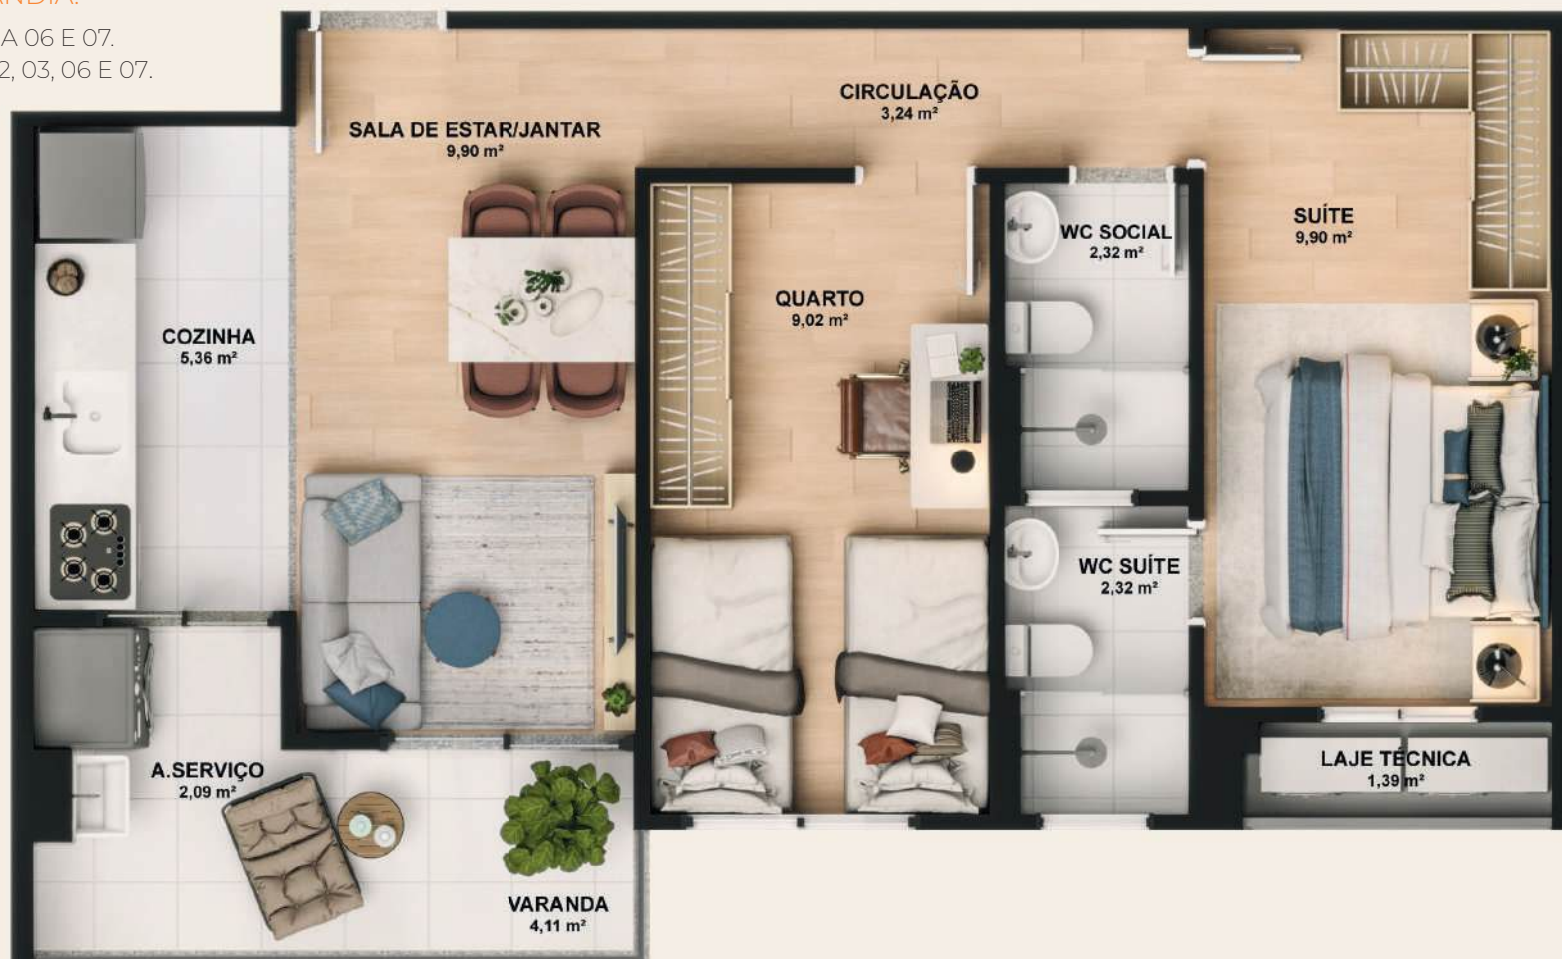 A 06 E 07.
2, 03, 06 E 07.
CIRCULAÇÃO
3,24 m²
SALA DE ESTAR/JANTAR
9,90 m²
SUÍTE
9,90 m²
WC SOCIAL
2,32 m²
QUARTO
9,02 m²
COZINHA
5,36 m²
WC SUÍTE
2,32 m²
A.SERVIÇO
2,09 m²
LAJE TÉCNICA
1,39 m²
VARANDA
4,11 m²